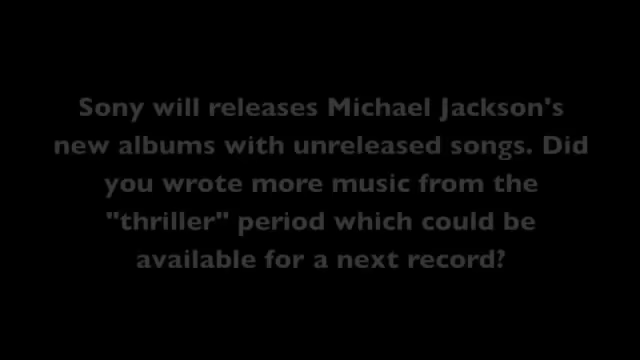 Sony will releases Michael Jackson's
new albums with unreleased songs. Did
you wrote more music from the
"thriller" period which could be
available for a next record?